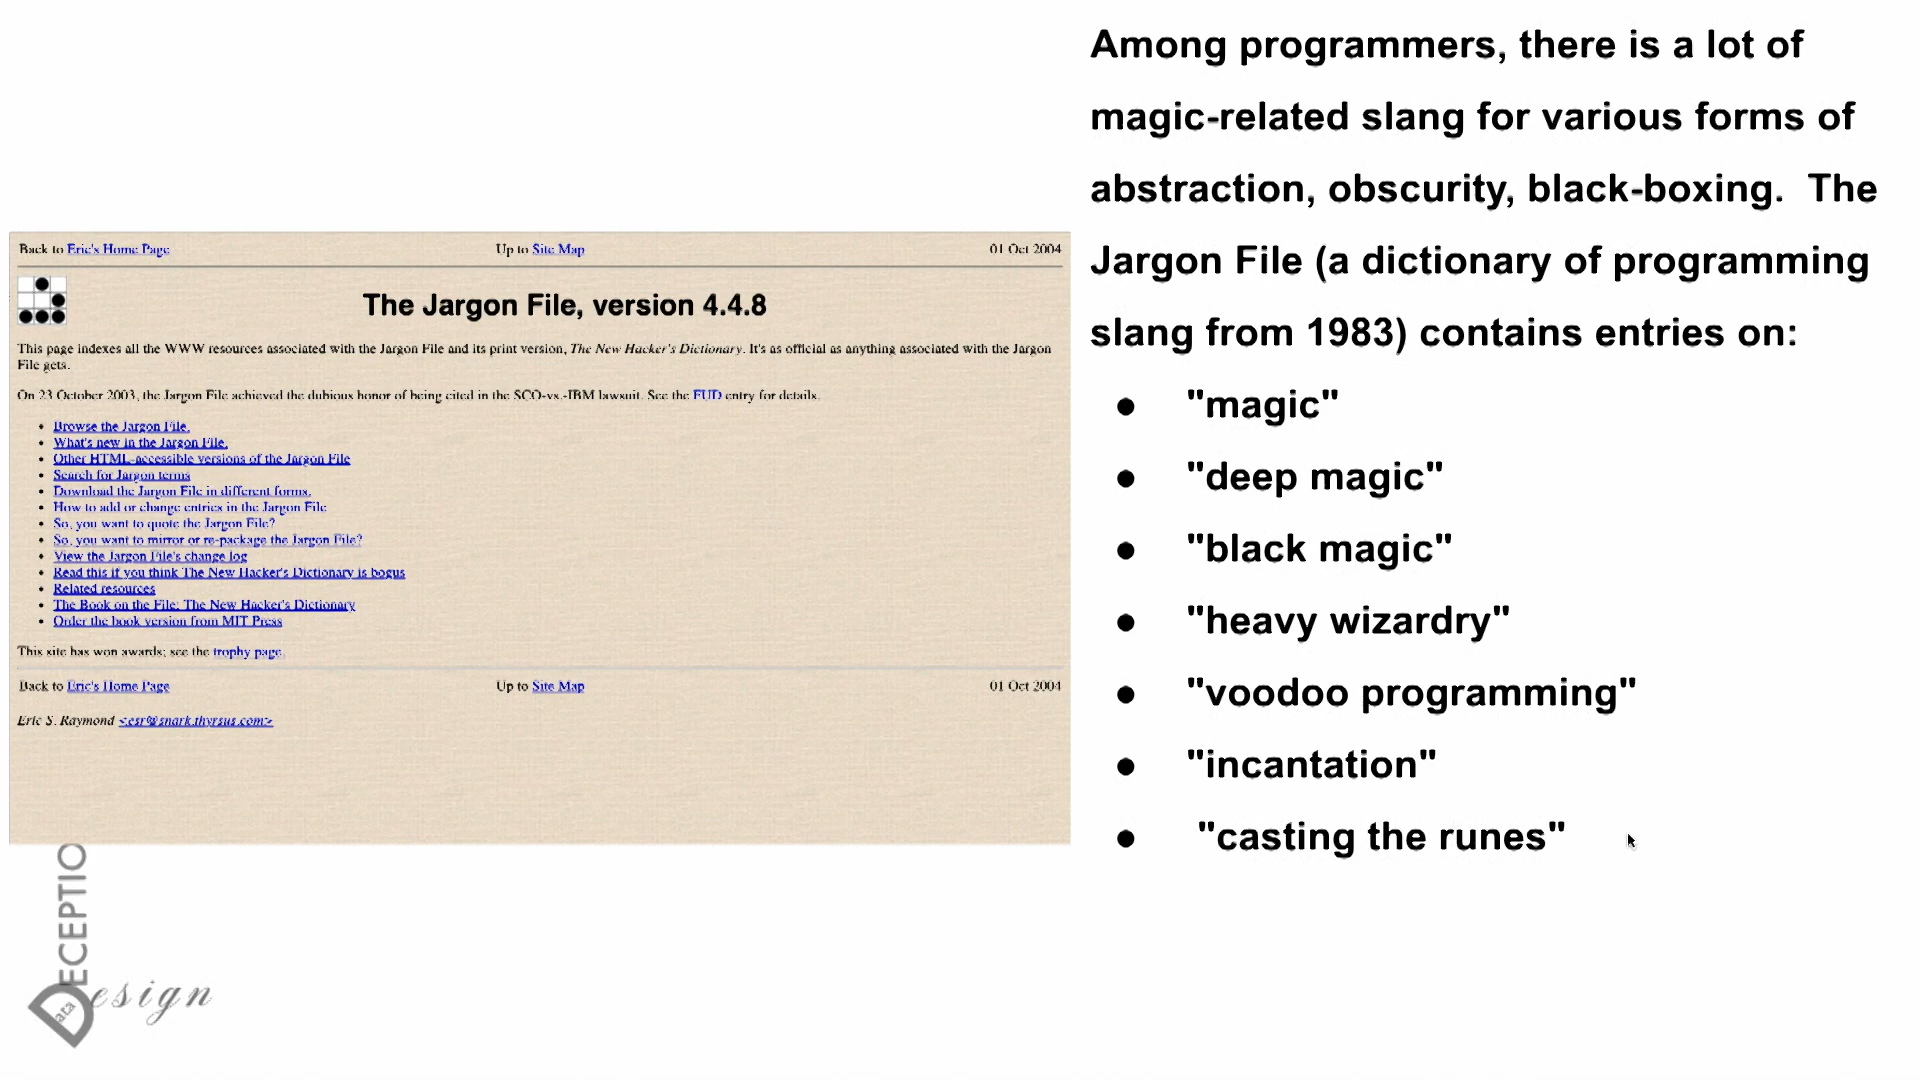 Back to Eric's Home Page
Up to Site Map
01 Oct 2004
The Jargon File, version 4.4.8
This page indexes all the WWW resources associated with the Jargon File and its print version, The New Hacker's Dictionary. It's as official as anything associated with the Jargon
File gets.
On 23 October 2003, the Jargon File achieved the dubious honor of being cited in the SCO-vs.-IBM lawsuit. See the FUD entry for details.
• Browse the Jargon File.
• What's new in the Jargon File.
• Other HTML-accessible versions of the Jargon File
• Search for Jargon terms
• Download the Jargon File in different forms.
• How to add or change entries in the Jargon File
• So, you want to quote the Jargon File?
• So, you want to mirror or re-package the Jargon File?
• View the Jargon File's change log
• Read this if you think The New Hacker's Dictionary is bogus
• Related resources
• The Book on the File: The New Hacker's Dictionary
• Order the book version from MIT Press
This site has won awards; see the trophy page.
Back to Eric's Home Page
Up to Site Map
01 Oct 2004
Eric S. Raymond <esr@snark.thyrsus.com>
Among programmers, there is a lot of
magic-related slang for various forms of
abstraction, obscurity, black-boxing.  The
Jargon File (a dictionary of programming
slang from 1983) contains entries on:
● "magic"
● "deep magic"
● "black magic"
● "heavy wizardry"
● "voodoo programming"
● "incantation"
● "casting the runes"
DECEPTIO
Data
Design